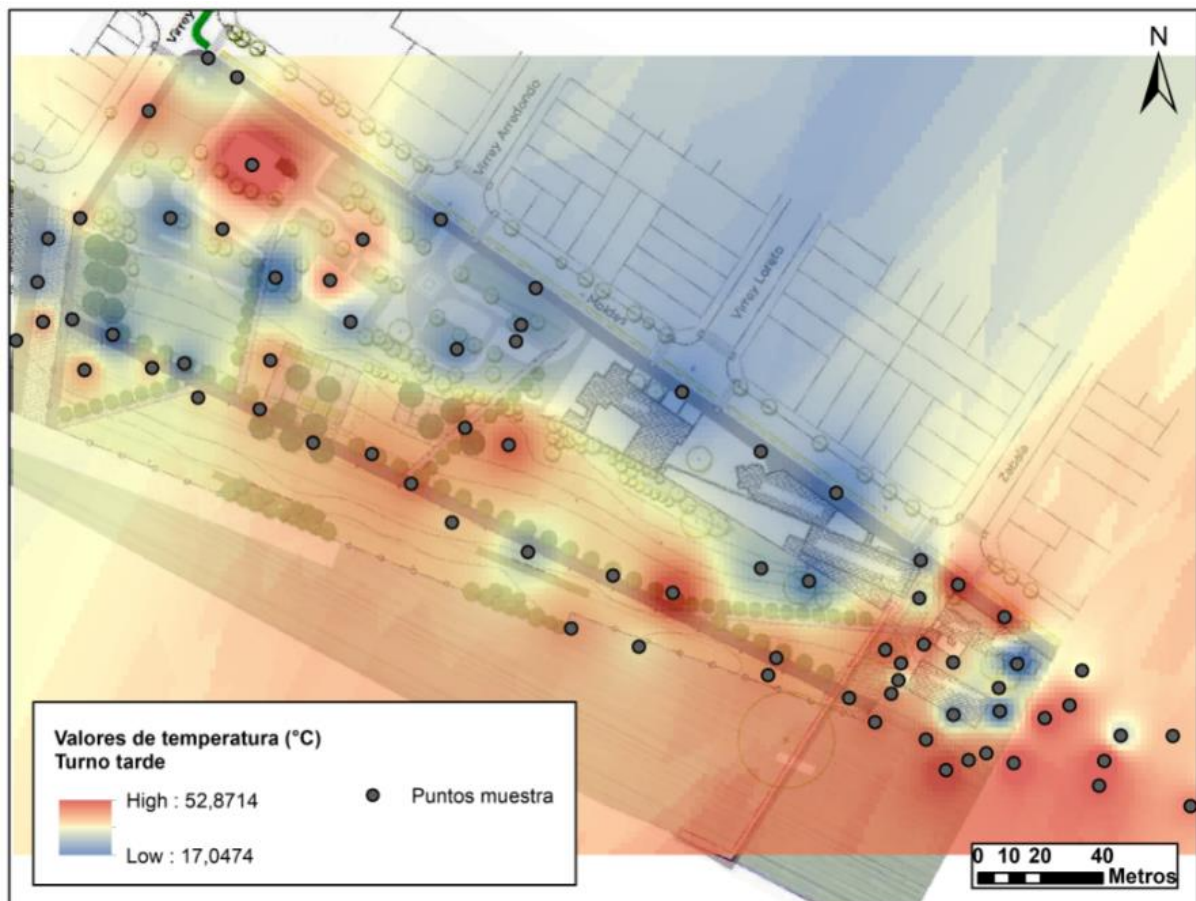 Virrey
N
Virrey Arredondo
Virrey Loreto
Moldes
Zabala
Valores de temperatura (°C)
Turno tarde
High : 52,8714
Low : 17,0474
Puntos muestra
0 10 20 40
Metros